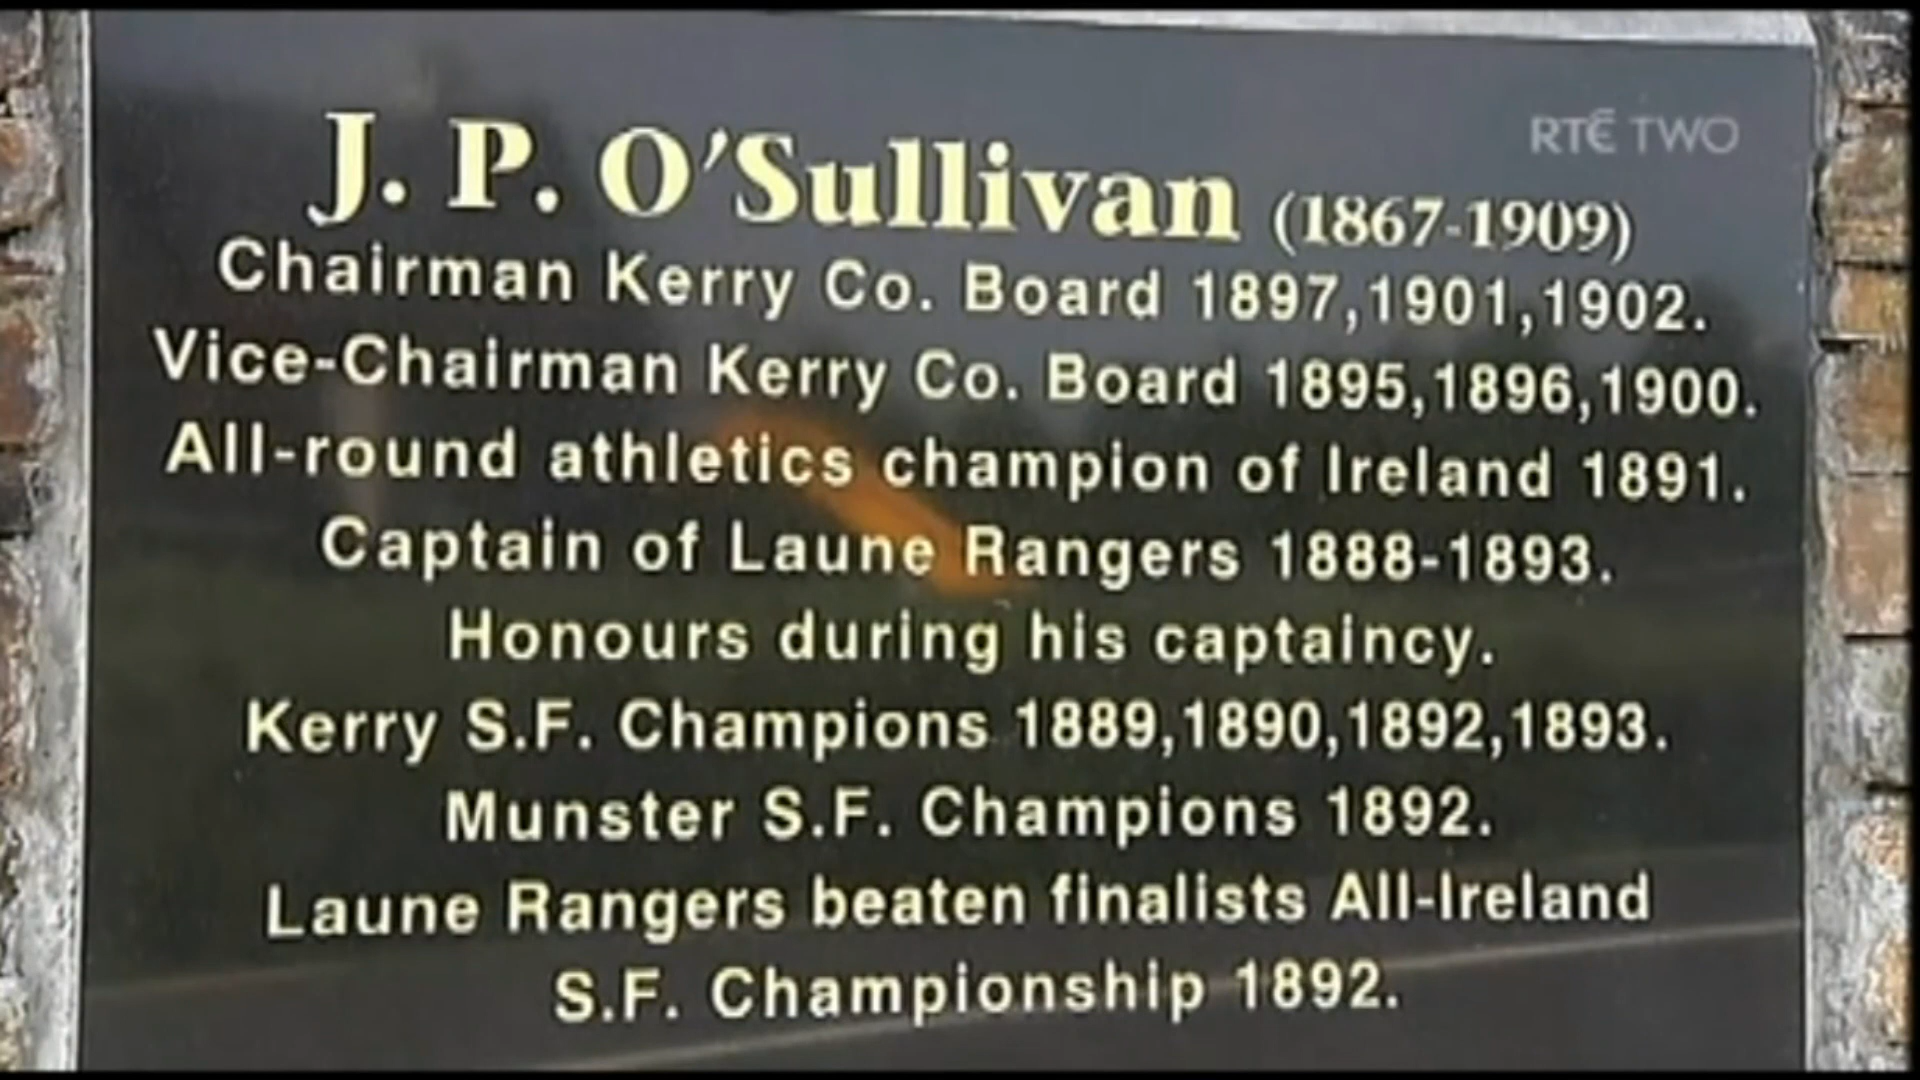 RTÉ TWO
J. P. O'Sullivan (1867-1909)
Chairman Kerry Co. Board 1897,1901,1902.
Vice-Chairman Kerry Co. Board 1895,1896,1900.
All-round athletics champion of Ireland 1891.
Captain of Laune Rangers 1888-1893.
Honours during his captaincy.
Kerry S.F. Champions 1889,1890,1892,1893.
Munster S.F. Champions 1892.
Laune Rangers beaten finalists All-Ireland
S.F. Championship 1892.